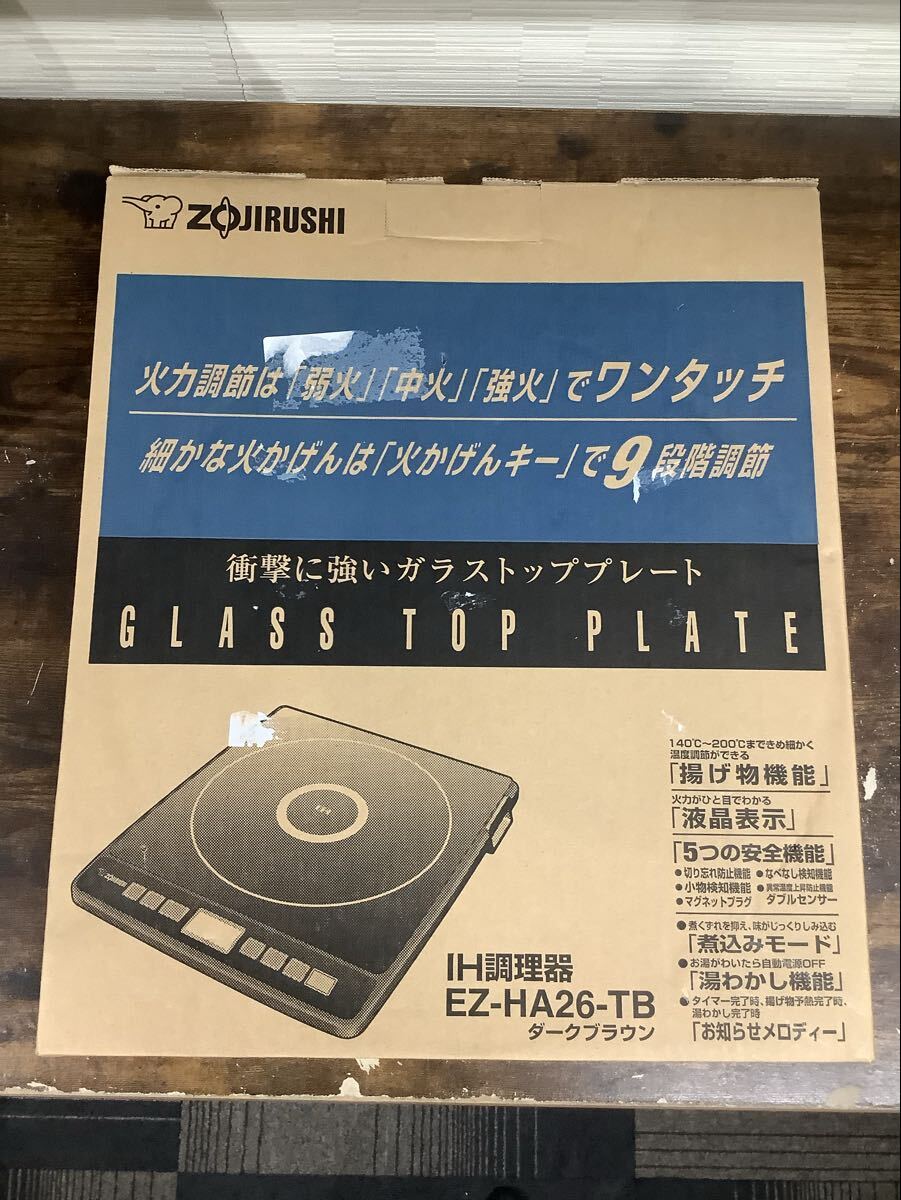 ZOJIRUSHI
火力調節は「弱火」「中火」「強火」でワンタッチ
細かな火かげんは「火かげんキー」で9段階調節
衝撃に強いガラストッププレート
GLASS TOP PLATE
140℃〜200℃まできめ細かく
温度調節ができる
「揚げ物機能」
火力がひと目でわかる
「液晶表示」
「5つの安全機能」
●切り忘れ防止機能 ●なべなし検知機能
●小物検知機能 ●異常温度上昇防止機能
●マグネットプラグ ダブルセンサー
●煮くずれを抑え、味がじっくりしみ込む
「煮込みモード」
●お湯がわいたら自動電源OFF
「湯わかし機能」
●タイマー完了時、揚げ物予熱完了時、
湯わかし完了時
「お知らせメロディー」
IH調理器
EZ-HA26-TB
ダークブラウン
ZOJIRUSHI